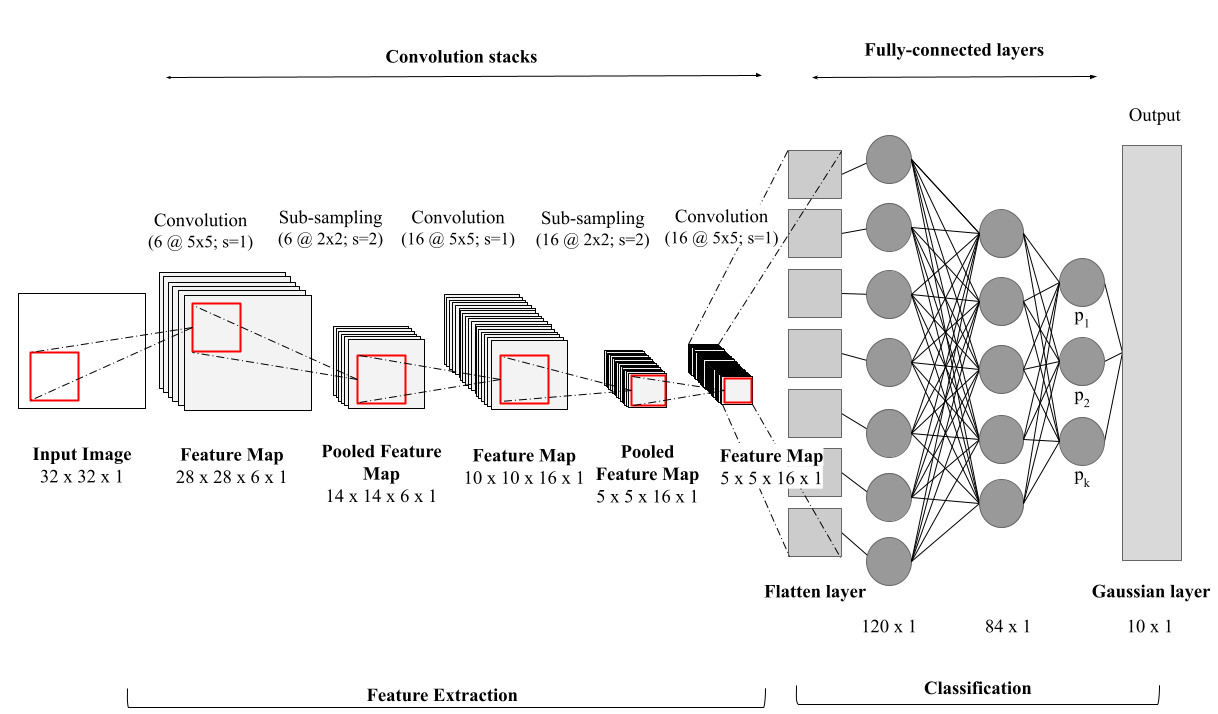 Convolution stacks
Fully-connected layers
Output
Convolution
(6 @ 5x5; s=1)
Sub-sampling
(6 @ 2x2; s=2)
Convolution
(16 @ 5x5; s=1)
Sub-sampling
(16 @ 2x2; s=2)
Convolution
(16 @ 5x5; s=1)
p1
p2
pk
Input Image
32 x 32 x 1
Feature Map
28 x 28 x 6 x 1
Pooled Feature
Map
14 x 14 x 6 x 1
Feature Map
10 x 10 x 16 x 1
Pooled
Feature Map
5 x 5 x 16 x 1
Feature Map
5 x 5 x 16 x 1
Flatten layer
Gaussian layer
120 x 1
84 x 1
10 x 1
Feature Extraction
Classification